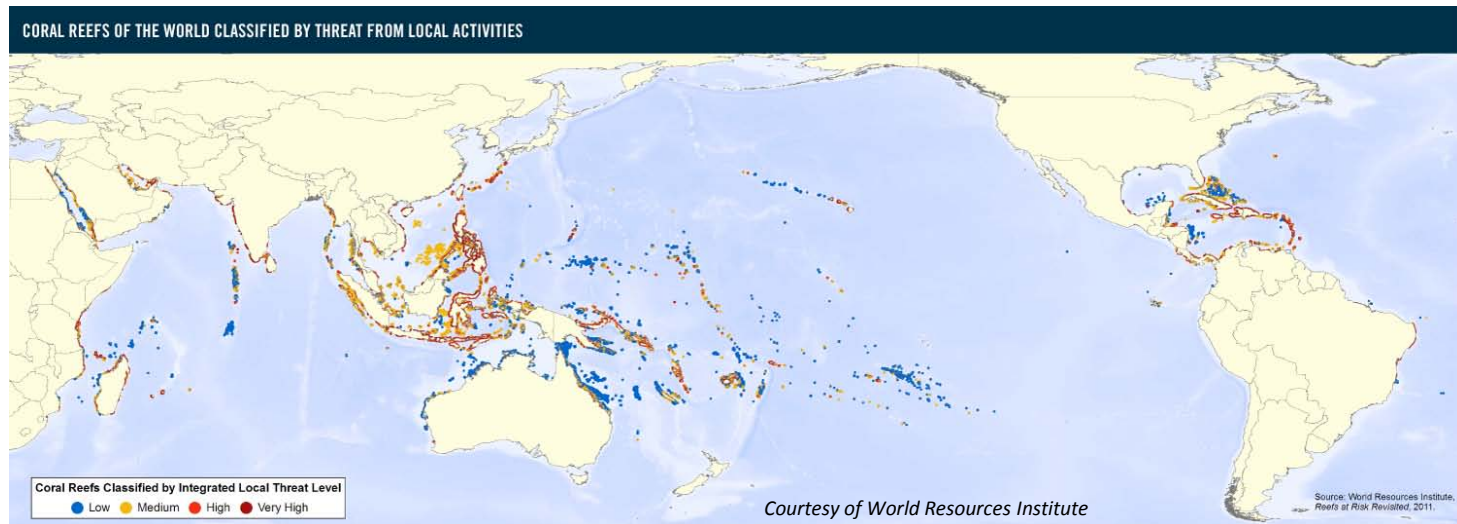 CORAL REEFS OF THE WORLD CLASSIFIED BY THREAT FROM LOCAL ACTIVITIES
Coral Reefs Classified by Integrated Local Threat Level
Low Medium High Very High
Courtesy of World Resources Institute
Source: World Resources Institute,
Reefs at Risk Revisited, 2011.